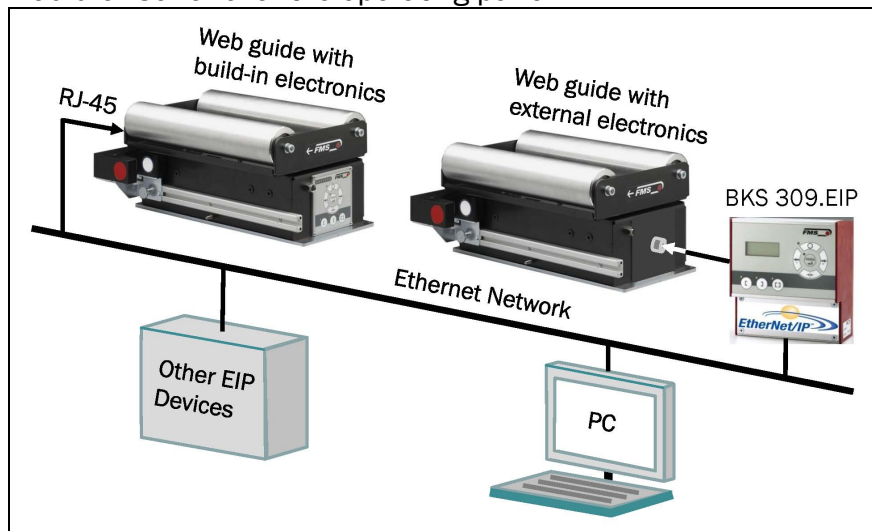 Web guide with
build-in electronics
RJ-45
Web guide with
external electronics
BKS 309.EIP
←FMS
←FMS
FMS
EtherNet/IP
Ethernet Network
Other EIP
Devices
PC